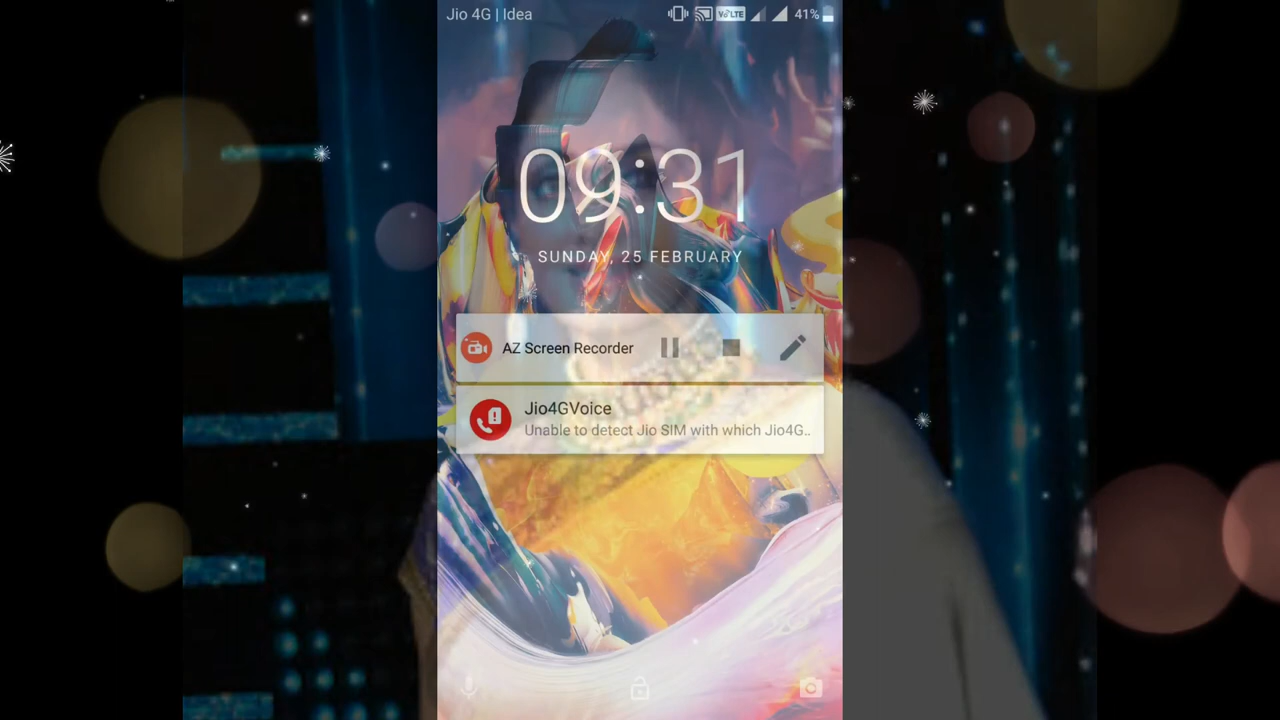 Jio 4G | Idea
VoLTE
41%
09:31
SUNDAY, 25 FEBRUARY
AZ Screen Recorder
Jio4GVoice
Unable to detect Jio SIM with which Jio4G..